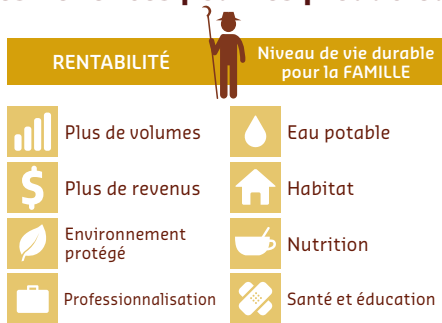 RENTABILITÉ
Niveau de vie durable
pour la FAMILLE
Plus de volumes
Plus de revenus
Environnement
protégé
Professionnalisation
Eau potable
Habitat
Nutrition
Santé et éducation